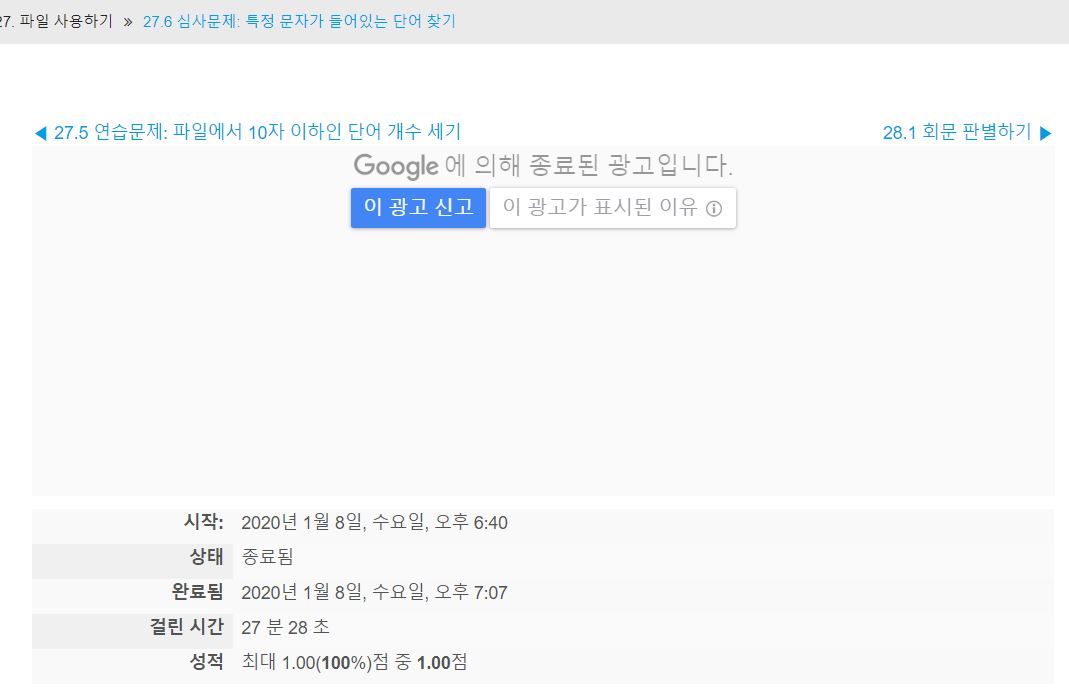 27. 파일 사용하기 » 27.6 심사문제: 특정 문자가 들어있는 단어 찾기
◀ 27.5 연습문제: 파일에서 10자 이하인 단어 개수 세기 28.1 회문 판별하기 ▶
Google 에 의해 종료된 광고입니다.
이 광고 신고 이 광고가 표시된 이유 ⓘ
시작: 2020년 1월 8일, 수요일, 오후 6:40
상태 종료됨
완료됨 2020년 1월 8일, 수요일, 오후 7:07
걸린 시간 27 분 28 초
성적 최대 1.00(100%)점 중 1.00점